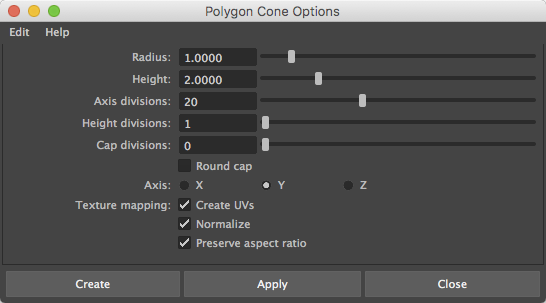 Polygon Cone Options
Edit Help
Radius: 1.0000
Height: 2.0000
Axis divisions: 20
Height divisions: 1
Cap divisions: 0
Round cap
Axis: X Y Z
Texture mapping: Create UVs
Normalize
Preserve aspect ratio
Create Apply Close